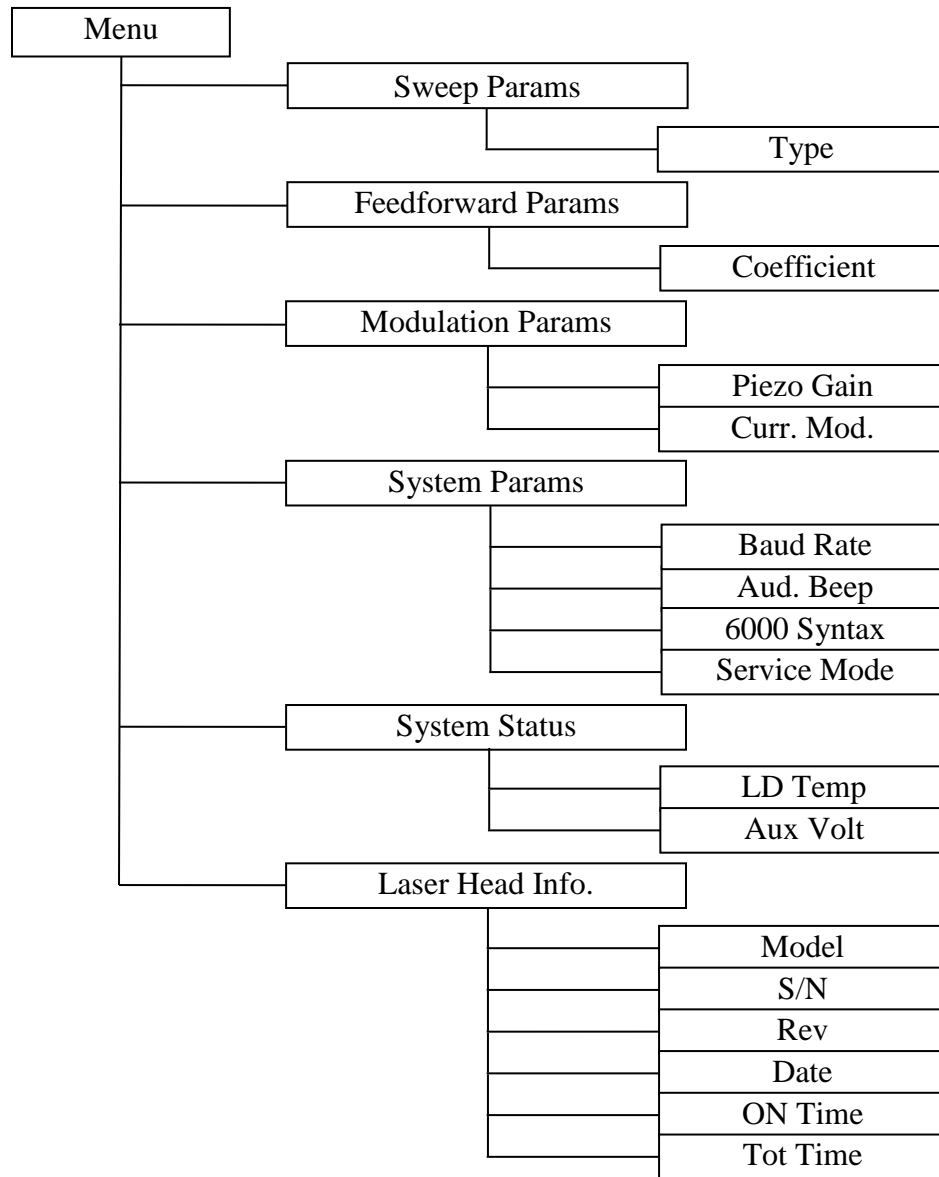 Menu
Sweep Params
Type
Feedforward Params
Coefficient
Modulation Params
Piezo Gain
Curr. Mod.
System Params
Baud Rate
Aud. Beep
6000 Syntax
Service Mode
System Status
LD Temp
Aux Volt
Laser Head Info.
Model
S/N
Rev
Date
ON Time
Tot Time